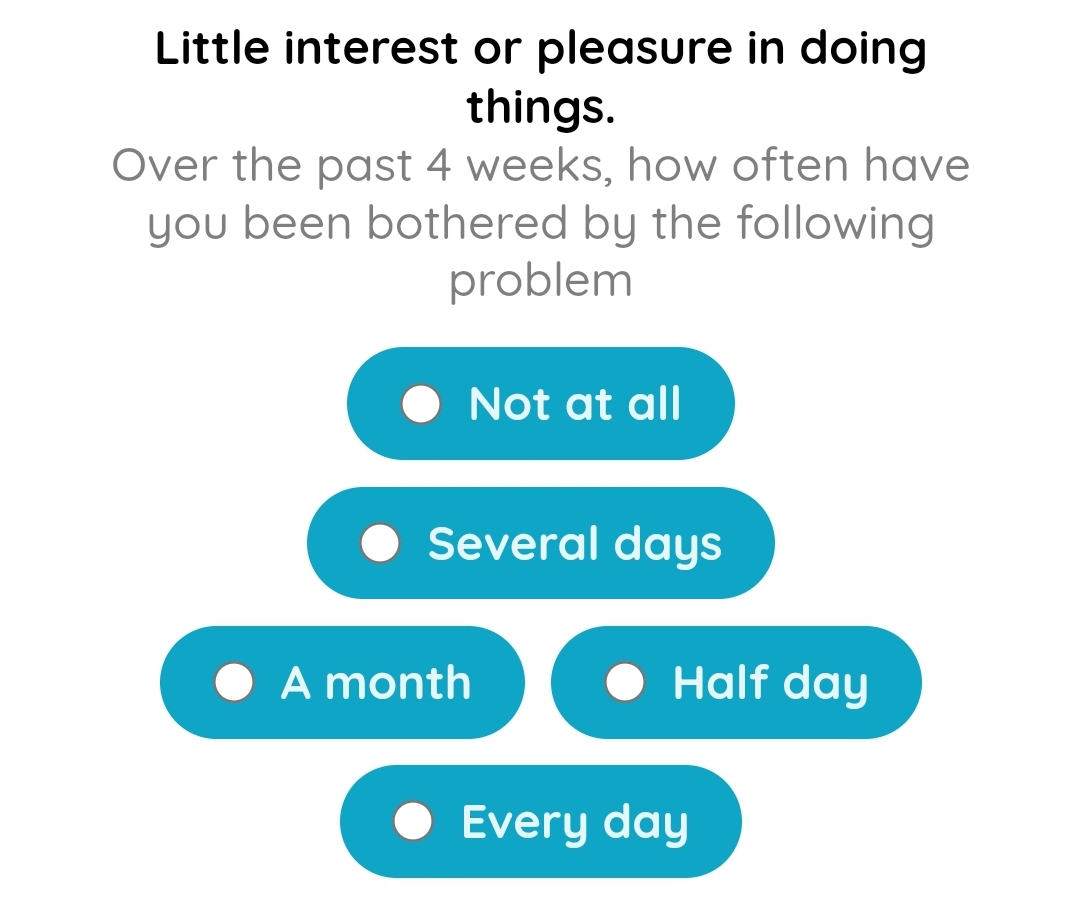 Little interest or pleasure in doing
things.
Over the past 4 weeks, how often have
you been bothered by the following
problem
Not at all
Several days
A month
Half day
Every day